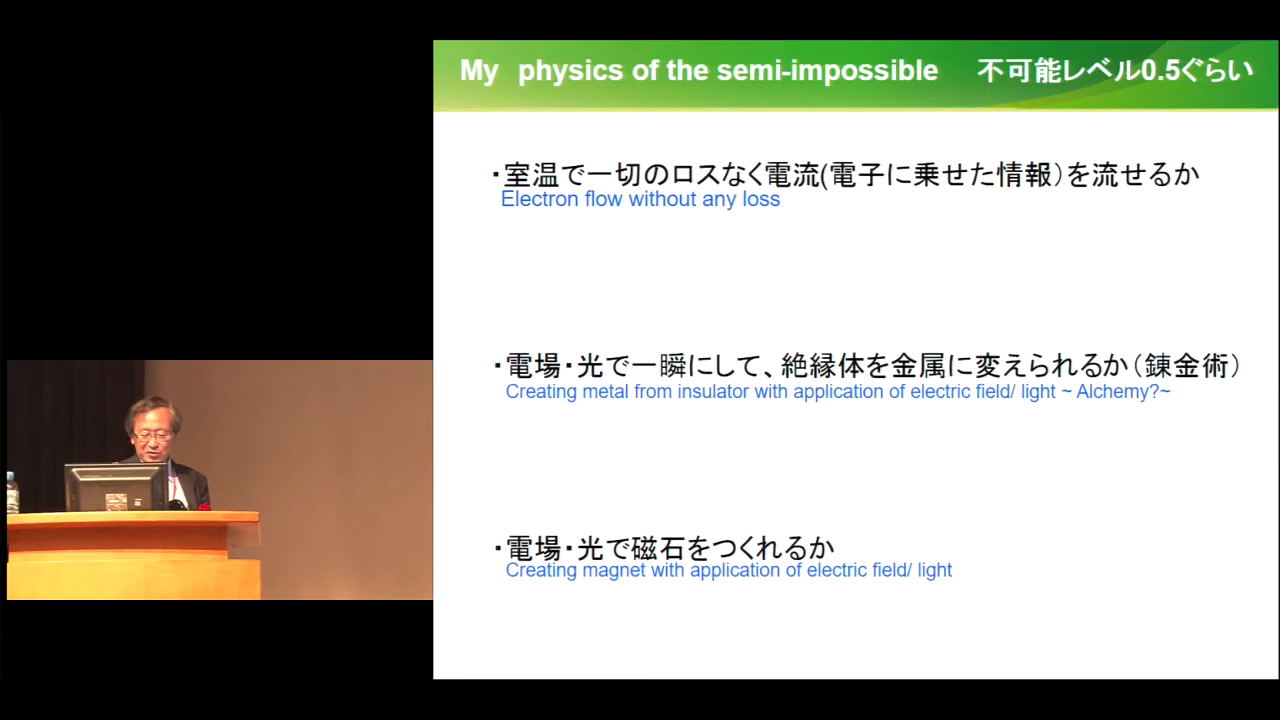 My physics of the semi-impossible 不可能レベル0.5ぐらい
・室温で一切のロスなく電流(電子に乗せた情報)を流せるか
Electron flow without any loss
・電場・光で一瞬にして、絶縁体を金属に変えられるか(錬金術)
Creating metal from insulator with application of electric field/ light ~ Alchemy?~
・電場・光で磁石をつくれるか
Creating magnet with application of electric field/ light